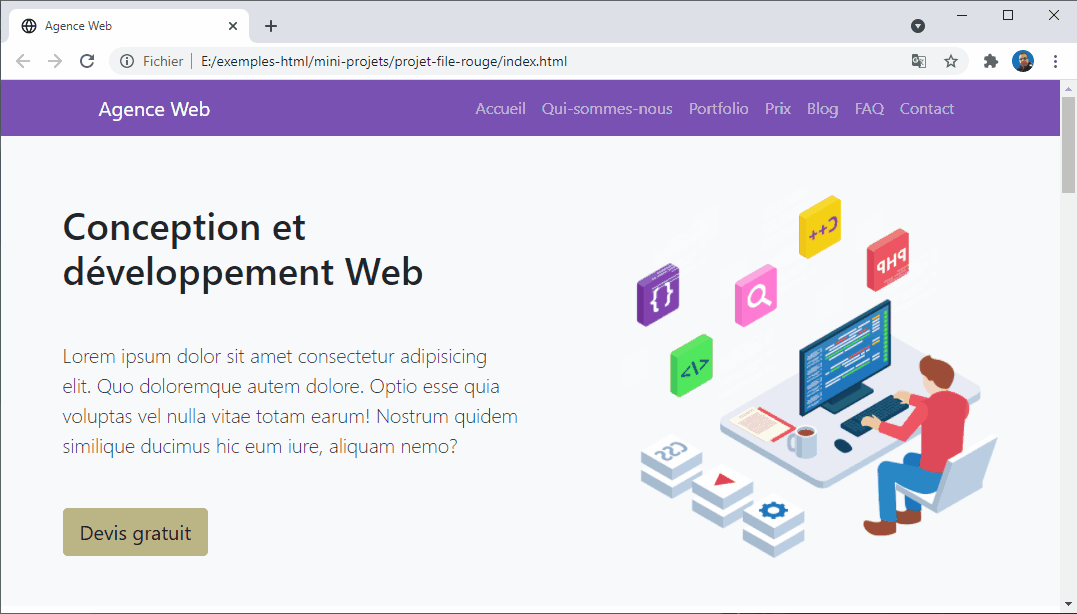 Agence Web
Fichier E:/exemples-html/mini-projets/projet-file-rouge/index.html
Agence Web Accueil Qui-sommes-nous Portfolio Prix Blog FAQ Contact
Conception et
développement Web
Lorem ipsum dolor sit amet consectetur adipisicing
elit. Quo doloremque autem dolore. Optio esse quia
voluptas vel nulla vitae totam earum! Nostrum quidem
similique ducimus hic eum iure, aliquam nemo?
Devis gratuit
C++
PHP
{}
</>
CSS